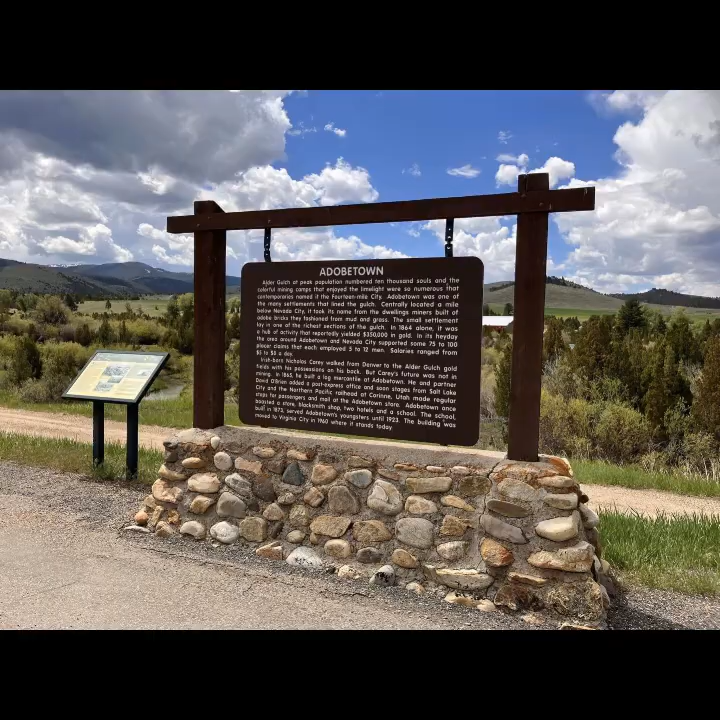 ADOBETOWN
Alder Gulch at peak population numbered ten thousand souls and the
colorful mining camps that enjoyed the limelight were so numerous that
contemporaries named it the Fourteen-mile City. Adobetown was one of
the many settlements that lined the gulch. Centrally located a mile
below Nevada City, it took its name from the dwellings miners built of
adobe bricks they fashioned from mud and grass. The small settlement
lay in one of the richest sections of the gulch. In 1864 alone, it was
a hub of activity that reportedly yielded $350,000 in gold. In its heyday
the area around Adobetown and Nevada City supported some 75 to 100
placer claims that each employed 5 to 12 men. Salaries ranged from
$5 to $8 a day.
Irish-born Nicholas Carey walked from Denver to the Alder Gulch gold
fields with his possessions on his back. But Carey's future was not in
mining. In 1865, he built a log mercantile at Adobetown. He and partner
David O'Brien added a post-express office and soon stages from Salt Lake
City and the Northern Pacific railhead at Corinne, Utah made regular
stops for passengers and mail at the Adobetown store. Adobetown once
boasted a store, blacksmith shop, two hotels and a school. The school,
built in 1873, served Adobetown's youngsters until 1923. The building was
moved to Virginia City in 1960 where it stands today.